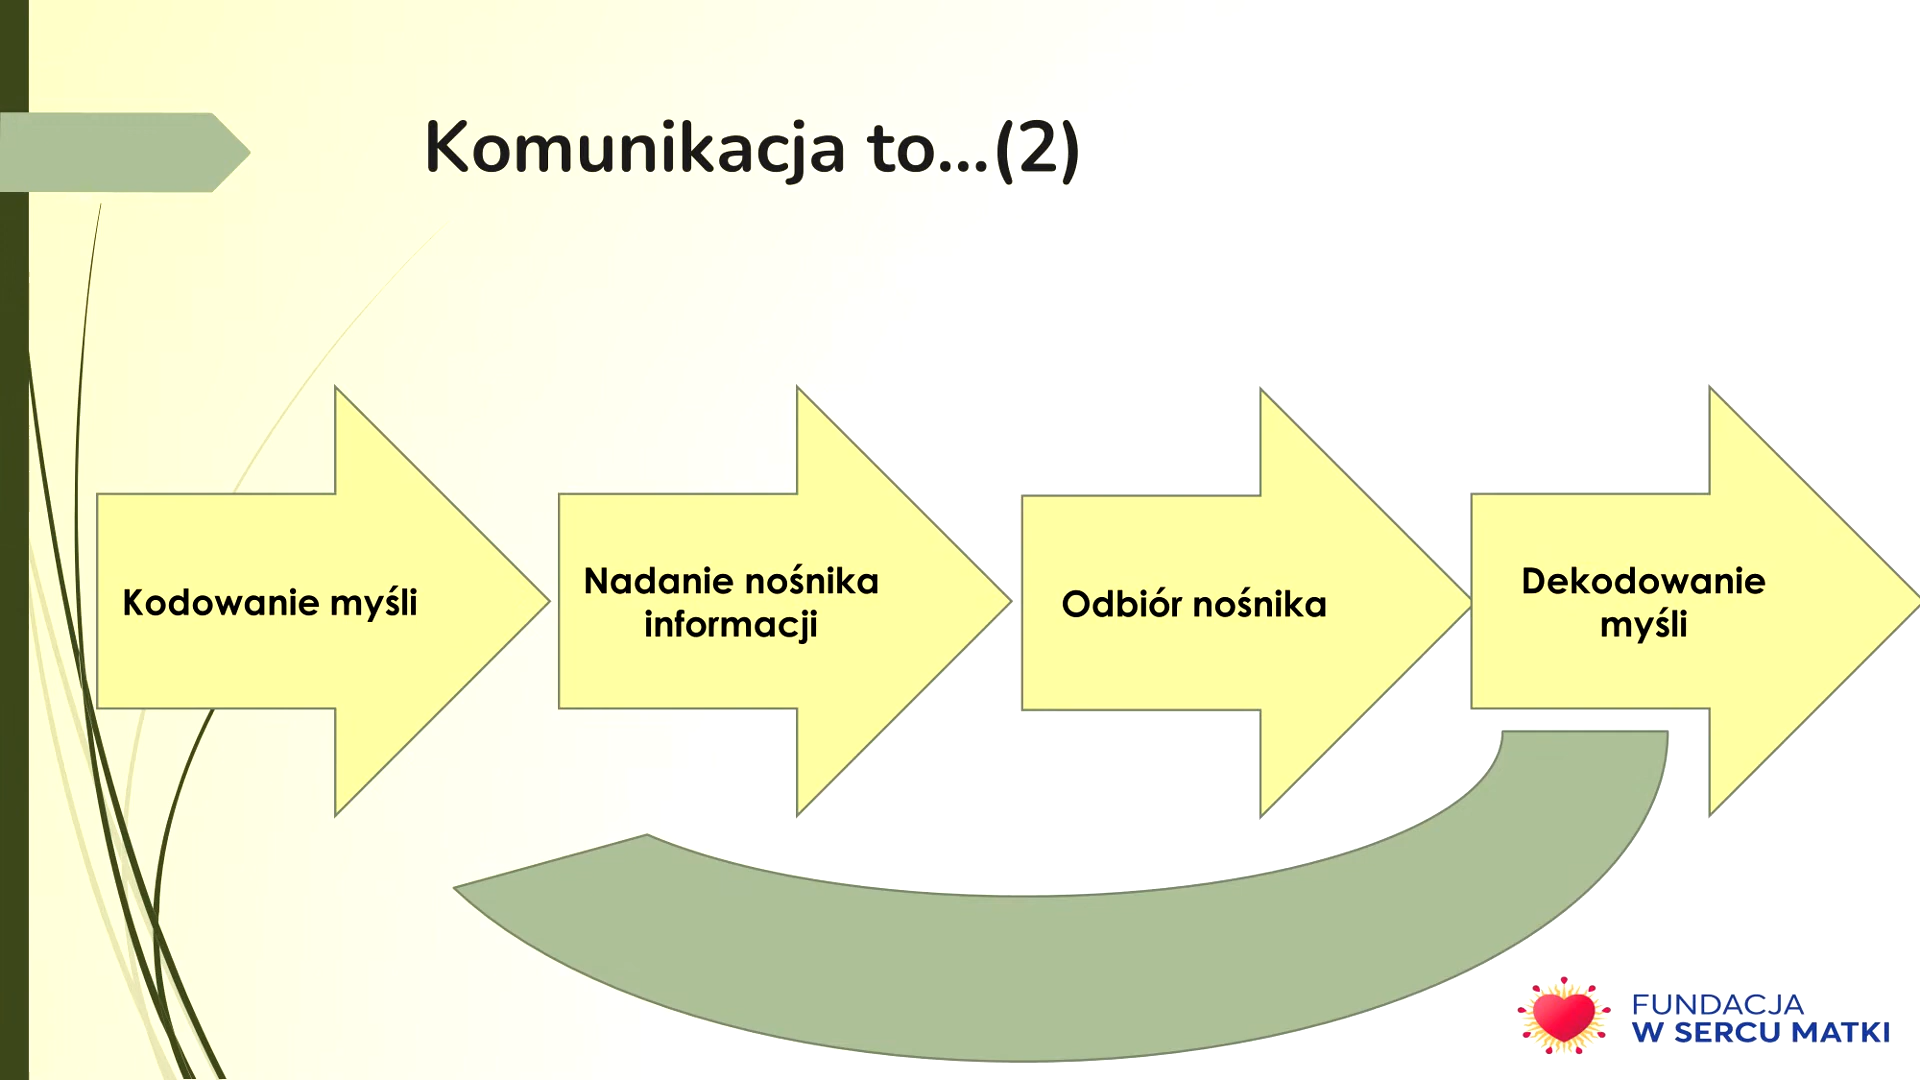 Komunikacja to...(2)
Kodowanie myśli
Nadanie nośnika
informacji
Odbiór nośnika
Dekodowanie
myśli
FUNDACJA
W SERCU MATKI